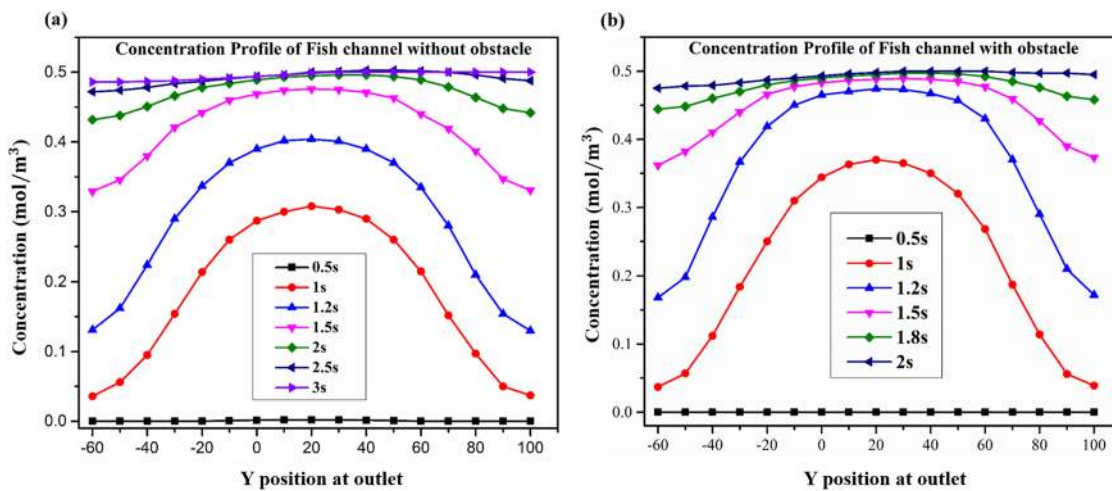 (a)
Concentration Profile of Fish channel without obstacle
Concentration (mol/m³)
0.5
0.4
0.3
0.2
0.1
0.0
0.5s
1s
1.2s
1.5s
2s
2.5s
3s
-60 -40 -20 0 20 40 60 80 100
Y position at outlet
(b)
Concentration Profile of Fish channel with obstacle
Concentration (mol/m³)
0.5
0.4
0.3
0.2
0.1
0.0
0.5s
1s
1.2s
1.5s
1.8s
2s
-60 -40 -20 0 20 40 60 80 100
Y position at outlet